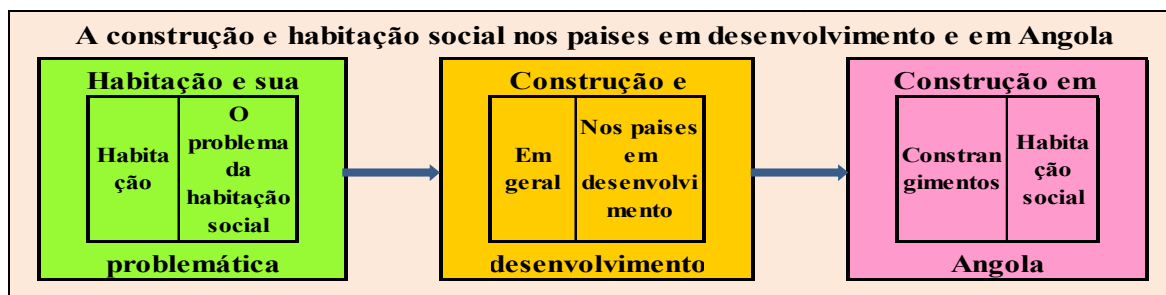 A construção e habitação social nos paises em desenvolvimento e em Angola
Habitação e sua
Habita
ção
O
problema
da
habitação
social
problemática
Construção e
Em
geral
Nos paises
em
desenvolvi
mento
desenvolvimento
Construção em
Constran
gimentos
Habita
ção
social
Angola